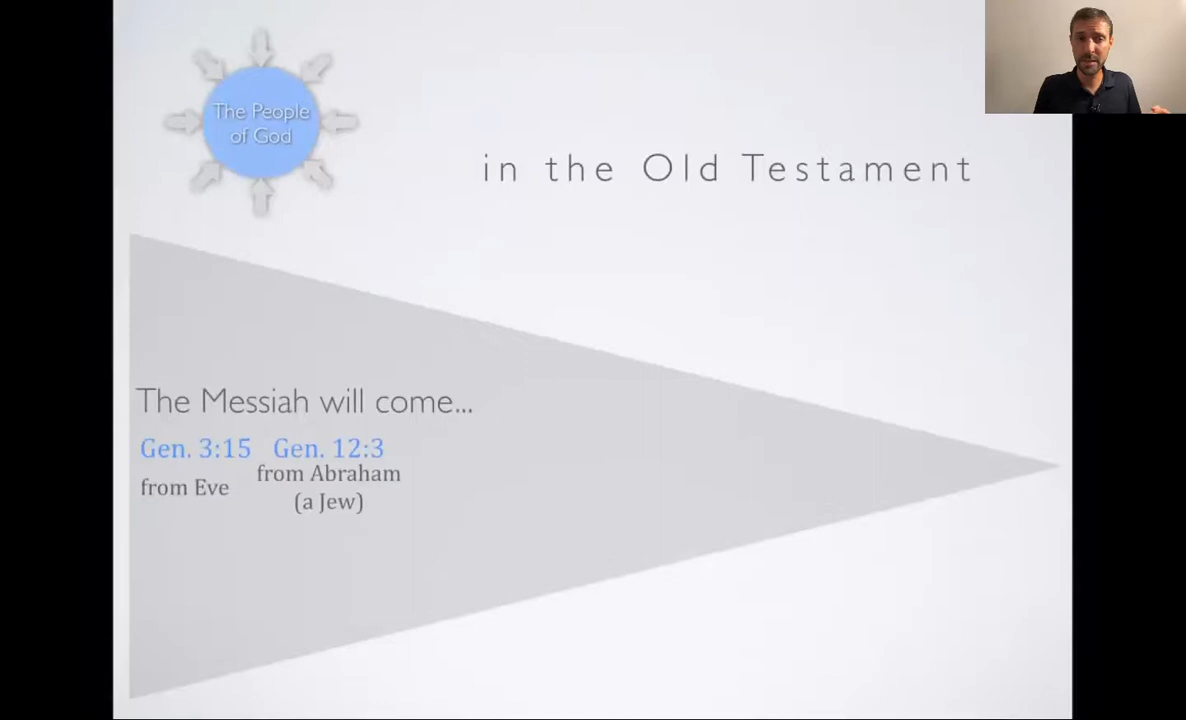 The People
of God
in the Old Testament
The Messiah will come...
Gen. 3:15 Gen. 12:3
from Eve
from Abraham
(a Jew)